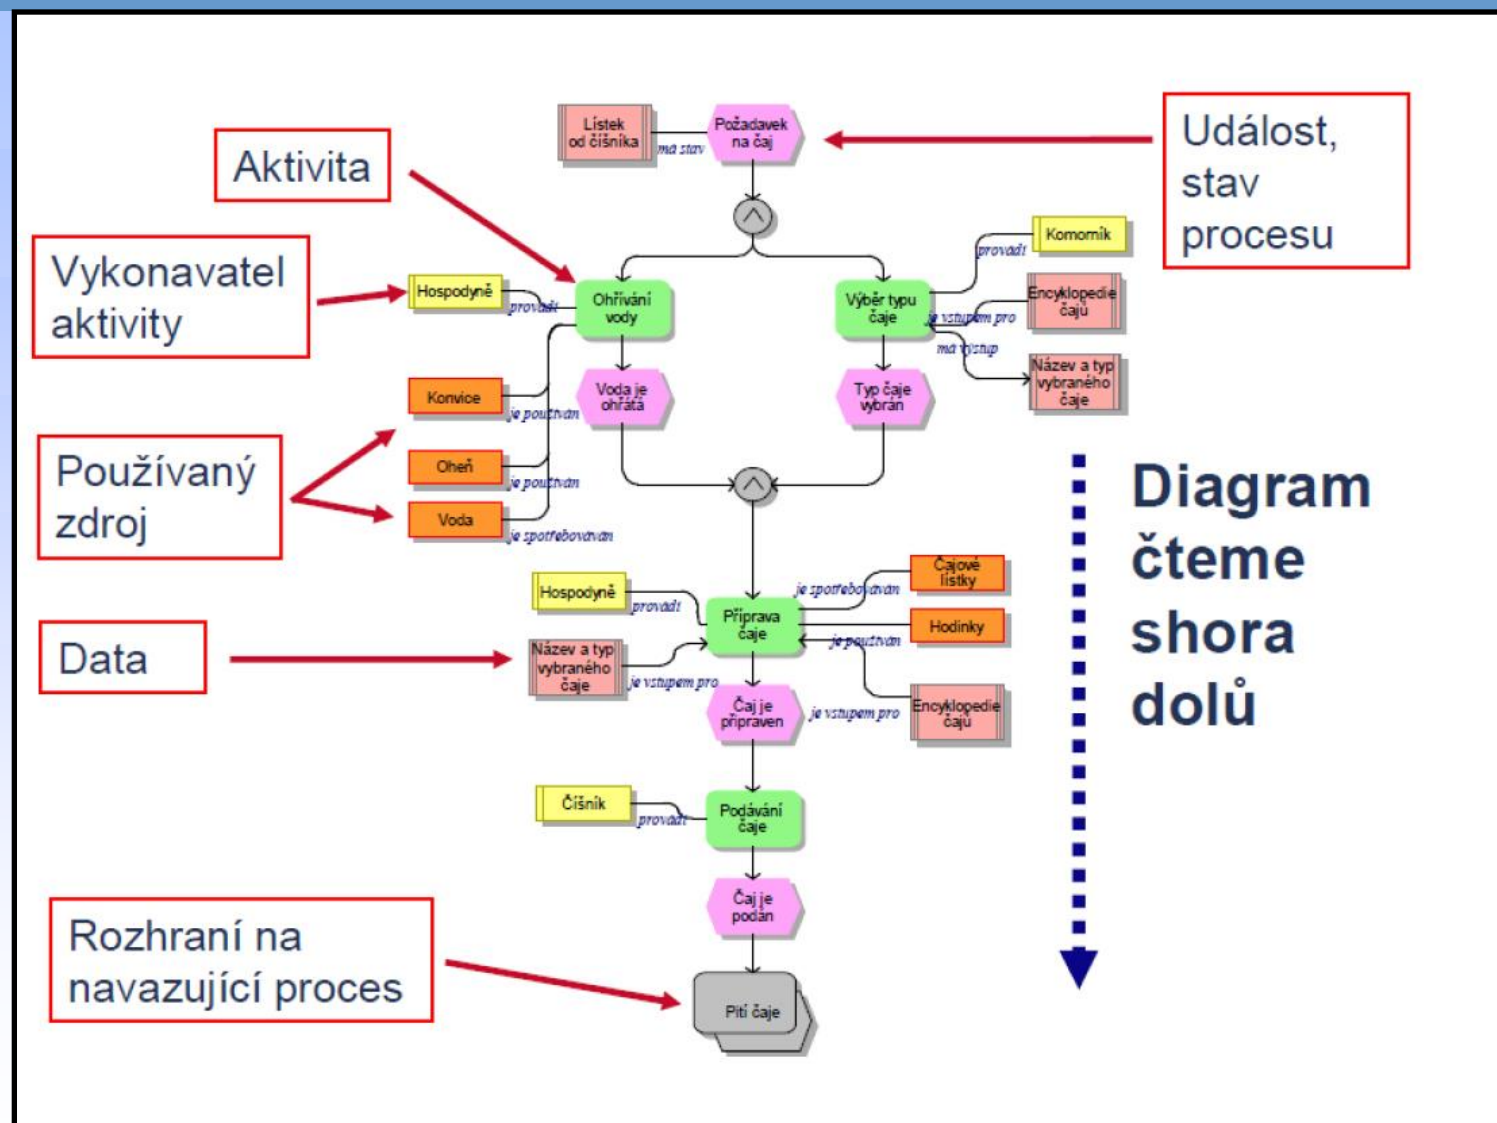 Lístek
od číšníka
má stav
Požadavek
na čaj
Událost,
stav
procesu
Aktivita
Vykonavatel
aktivity
Hospodyně
provádí
Ohřívání
vody
Výběr typu
čaje
provádí
Komorník
je vstupem pro
Encyklopedie
čajů
má výstup
Název a typ
vybraného
čaje
Konvice
je používán
Voda je
ohřátá
Typ čaje
vybrán
Používaný
zdroj
Oheň
je používán
Voda
je spotřebováván
Diagram
čteme
shora
dolů
Hospodyně
provádí
Příprava
čaje
je spotřebováván
Čajové
lístky
je používán
Hodinky
Data
Název a typ
vybraného
čaje
je vstupem pro
Čaj je
připraven
je vstupem pro
Encyklopedie
čajů
Číšník
provádí
Podávání
čaje
Čaj je
podán
Rozhraní na
navazující proces
Pití čaje